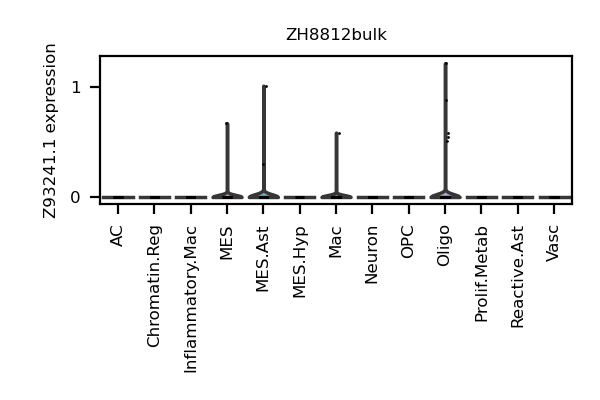 ZH8812bulk
Z93241.1 expression
1
0
AC
Chromatin.Reg
Inflammatory.Mac
MES
MES.Ast
MES.Hyp
Mac
Neuron
OPC
Oligo
Prolif.Metab
Reactive.Ast
Vasc